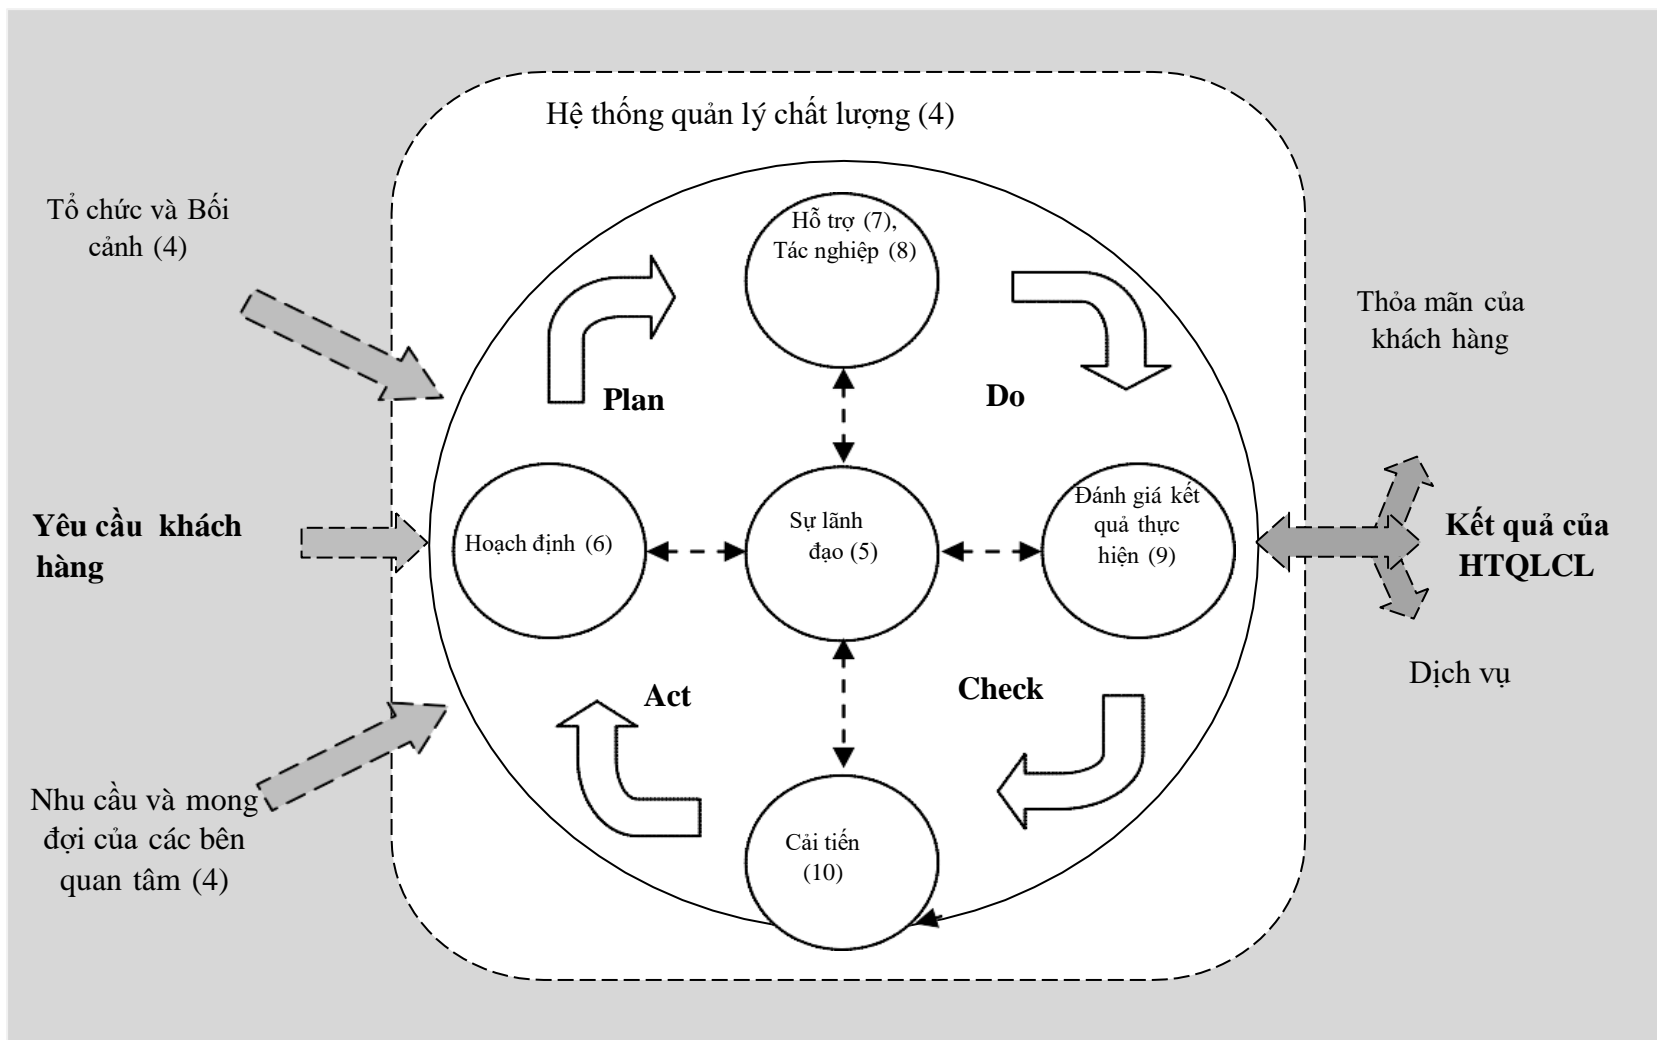 Hệ thống quản lý chất lượng (4)
Tổ chức và Bối
cảnh (4)
Hỗ trợ (7),
Tác nghiệp (8)
Thỏa mãn của
khách hàng
Plan
Do
Yêu cầu khách
hàng
Hoạch định (6)
Sự lãnh
đạo (5)
Đánh giá kết
quả thực
hiện (9)
Kết quả của
HTQLCL
Act
Check
Dịch vụ
Nhu cầu và mong
đợi của các bên
quan tâm (4)
Cải tiến
(10)